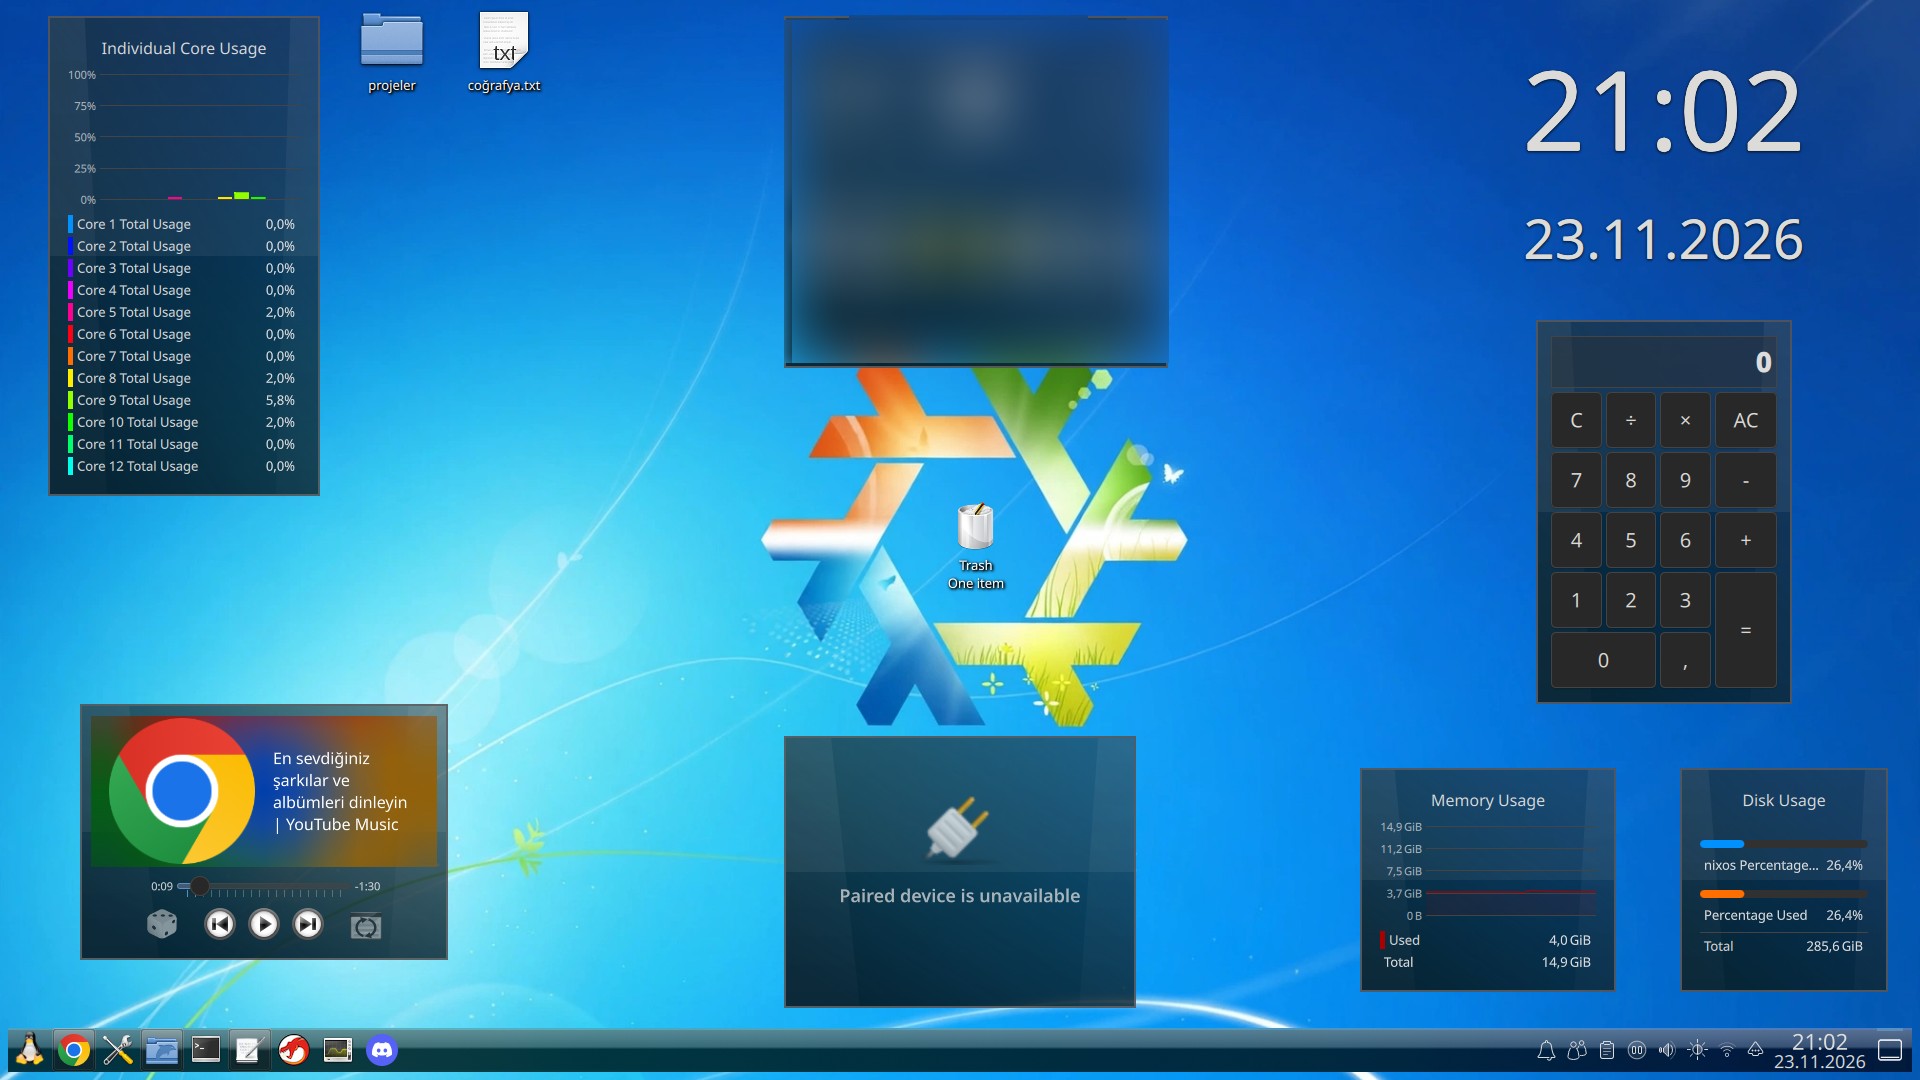 Individual Core Usage
100%
75%
50%
25%
0%
Core 1 Total Usage 0,0%
Core 2 Total Usage 0,0%
Core 3 Total Usage 0,0%
Core 4 Total Usage 0,0%
Core 5 Total Usage 2,0%
Core 6 Total Usage 0,0%
Core 7 Total Usage 0,0%
Core 8 Total Usage 2,0%
Core 9 Total Usage 5,8%
Core 10 Total Usage 2,0%
Core 11 Total Usage 0,0%
Core 12 Total Usage 0,0%
projeler
txt
coğrafya.txt
21:02
23.11.2026
0
C ÷ × AC
7 8 9 -
4 5 6 +
1 2 3
=
0 ,
Trash
One item
En sevdiğiniz
şarkılar ve
albümleri dinleyin
| YouTube Music
0:09 -1:30
Paired device is unavailable
Memory Usage
14,9 GiB
11,2 GiB
7,5 GiB
3,7 GiB
0 B
Used 4,0 GiB
Total 14,9 GiB
Disk Usage
nixos Percentage... 26,4%
Percentage Used 26,4%
Total 285,6 GiB
21:02
23.11.2026